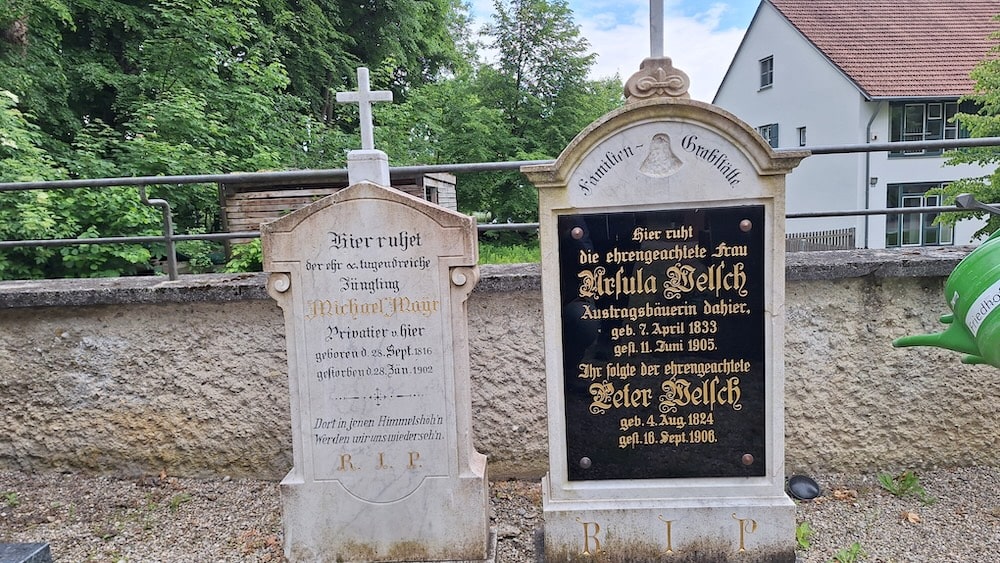 Hier ruhet
der ehr u. tugendreiche
Jüngling
Michael Mayr
Privatier v. hier
geboren d. 28. Sept. 1816
gestorben d. 28. Jan. 1902
Dort in jenen Himmelshöh'n
Werden wir uns wiederseh'n.
R. I. P.
Familien-Grabstätte
Hier ruht
die ehrengeachtete Frau
Ursula Welsch
Austragsbäuerin dahier,
geb. 7. April 1833
gest. 11. Juni 1905.
Ihr folgte der ehrengeachtete
Peter Welsch
geb. 4. Aug. 1824
gest. 16. Sept. 1906.
R I P
Friedho